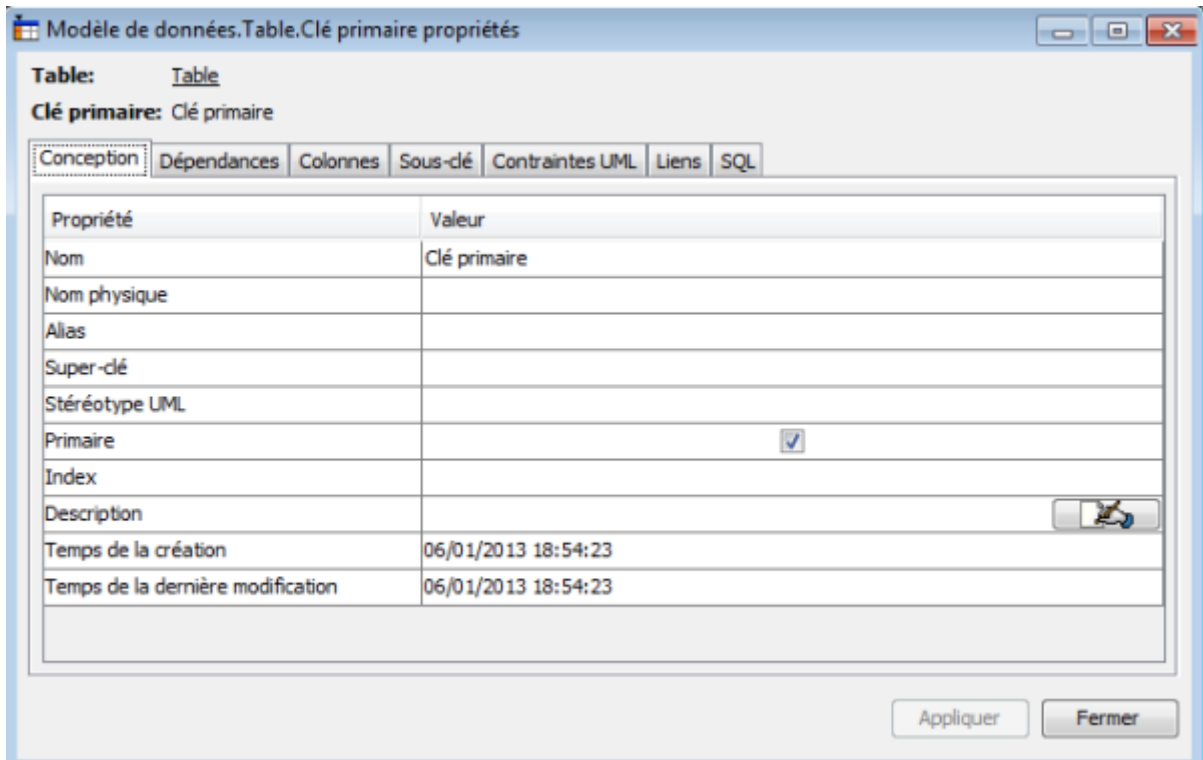 Modèle de données.Table.Clé primaire propriétés
Table: Table
Clé primaire: Clé primaire
Conception Dépendances Colonnes Sous-clé Contraintes UML Liens SQL
Propriété Valeur
Nom Clé primaire
Nom physique
Alias
Super-clé
Stéréotype UML
Primaire
Index
Description
Temps de la création 06/01/2013 18:54:23
Temps de la dernière modification 06/01/2013 18:54:23
Appliquer Fermer